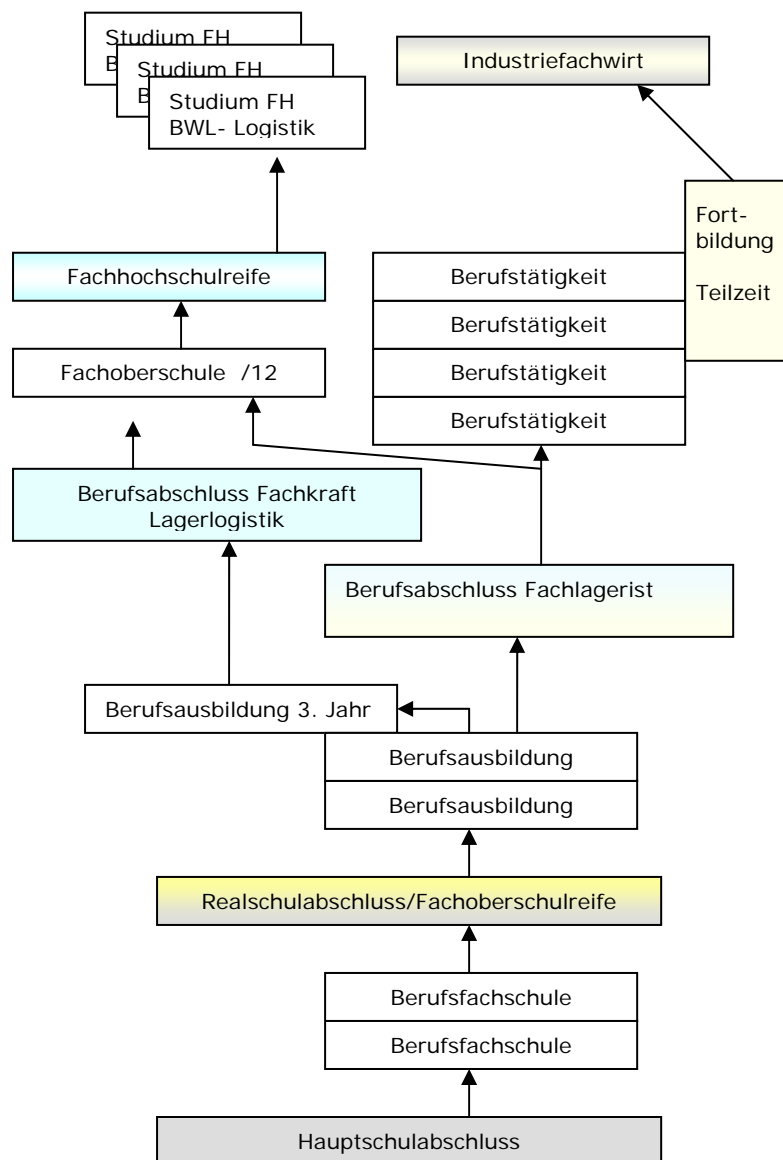 Studium FH
B
Studium FH
B
Studium FH
BWL- Logistik
Industriefachwirt
Fort-
bildung
Teilzeit
Fachhochschulreife
Berufstätigkeit
Berufstätigkeit
Fachoberschule /12
Berufstätigkeit
Berufstätigkeit
Berufsabschluss Fachkraft
Lagerlogistik
Berufsabschluss Fachlagerist
Berufsausbildung 3. Jahr
Berufsausbildung
Berufsausbildung
Realschulabschluss/Fachoberschulreife
Berufsfachschule
Berufsfachschule
Hauptschulabschluss